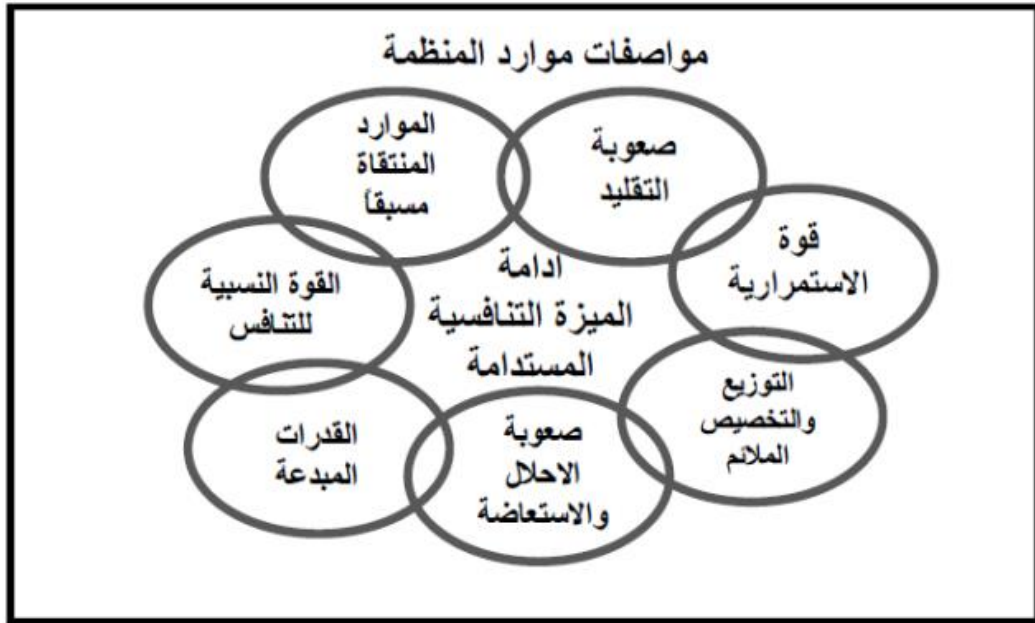 مواصفات موارد المنظمة
صعوبة
التقليد
قوة
الاستمرارية
التوزيع
والتخصيص
الملائم
صعوبة
الاحلال
والاستعاضة
القدرات
المبدعة
القوة النسبية
للتنافس
الموارد
المنتقاة
مسبقاً
ادامة
الميزة التنافسية
المستدامة